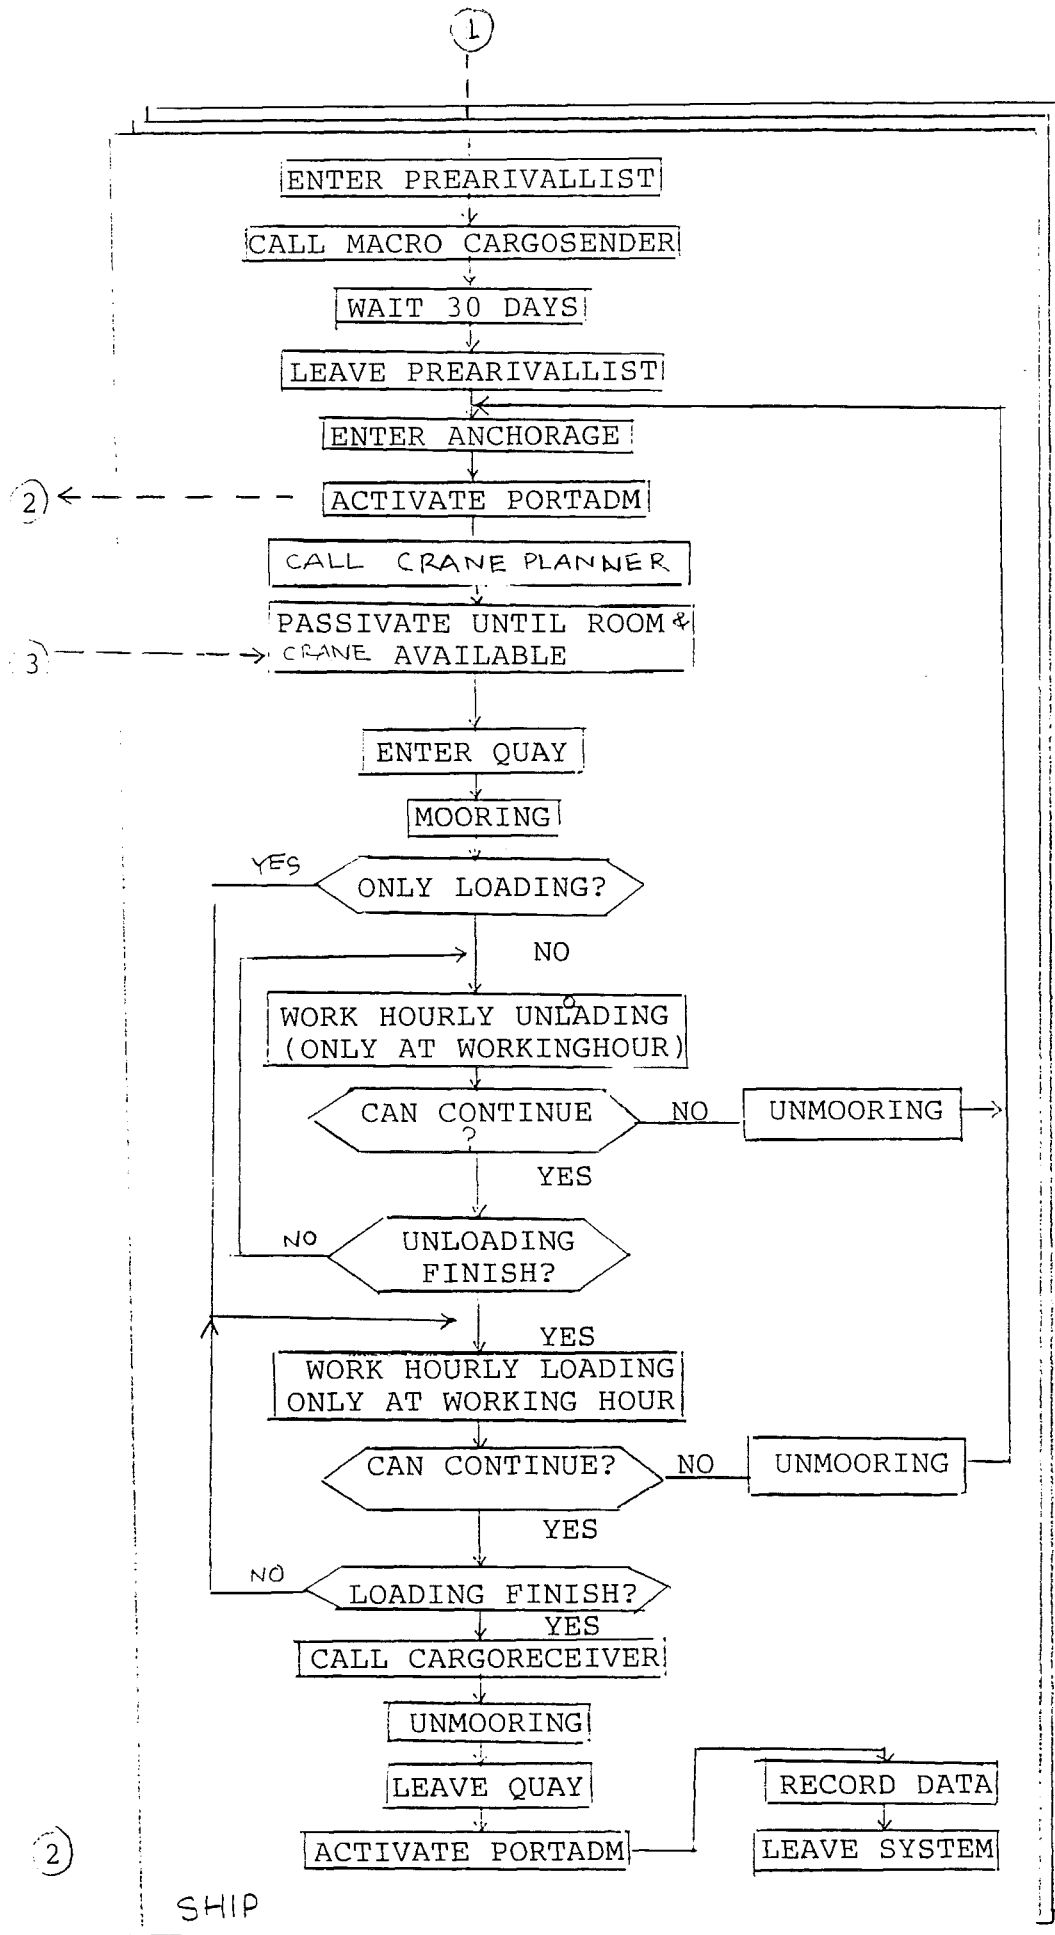 1
ENTER PREARIVALLIST
CALL MACRO CARGOSENDER
WAIT 30 DAYS
LEAVE PREARIVALLIST
ENTER ANCHORAGE
2
ACTIVATE PORTADM
CALL CRANE PLANNER
PASSIVATE UNTIL ROOM &
3
CRANE AVAILABLE
ENTER QUAY
MOORING
YES
ONLY LOADING?
NO
WORK HOURLY UNLOADING
(ONLY AT WORKINGHOUR)
CAN CONTINUE
?
NO
UNMOORING
YES
NO
UNLOADING
FINISH?
YES
WORK HOURLY LOADING
ONLY AT WORKING HOUR
CAN CONTINUE?
NO
UNMOORING
YES
NO
LOADING FINISH?
YES
CALL CARGORECEIVER
UNMOORING
LEAVE QUAY
RECORD DATA
2
ACTIVATE PORTADM
LEAVE SYSTEM
SHIP